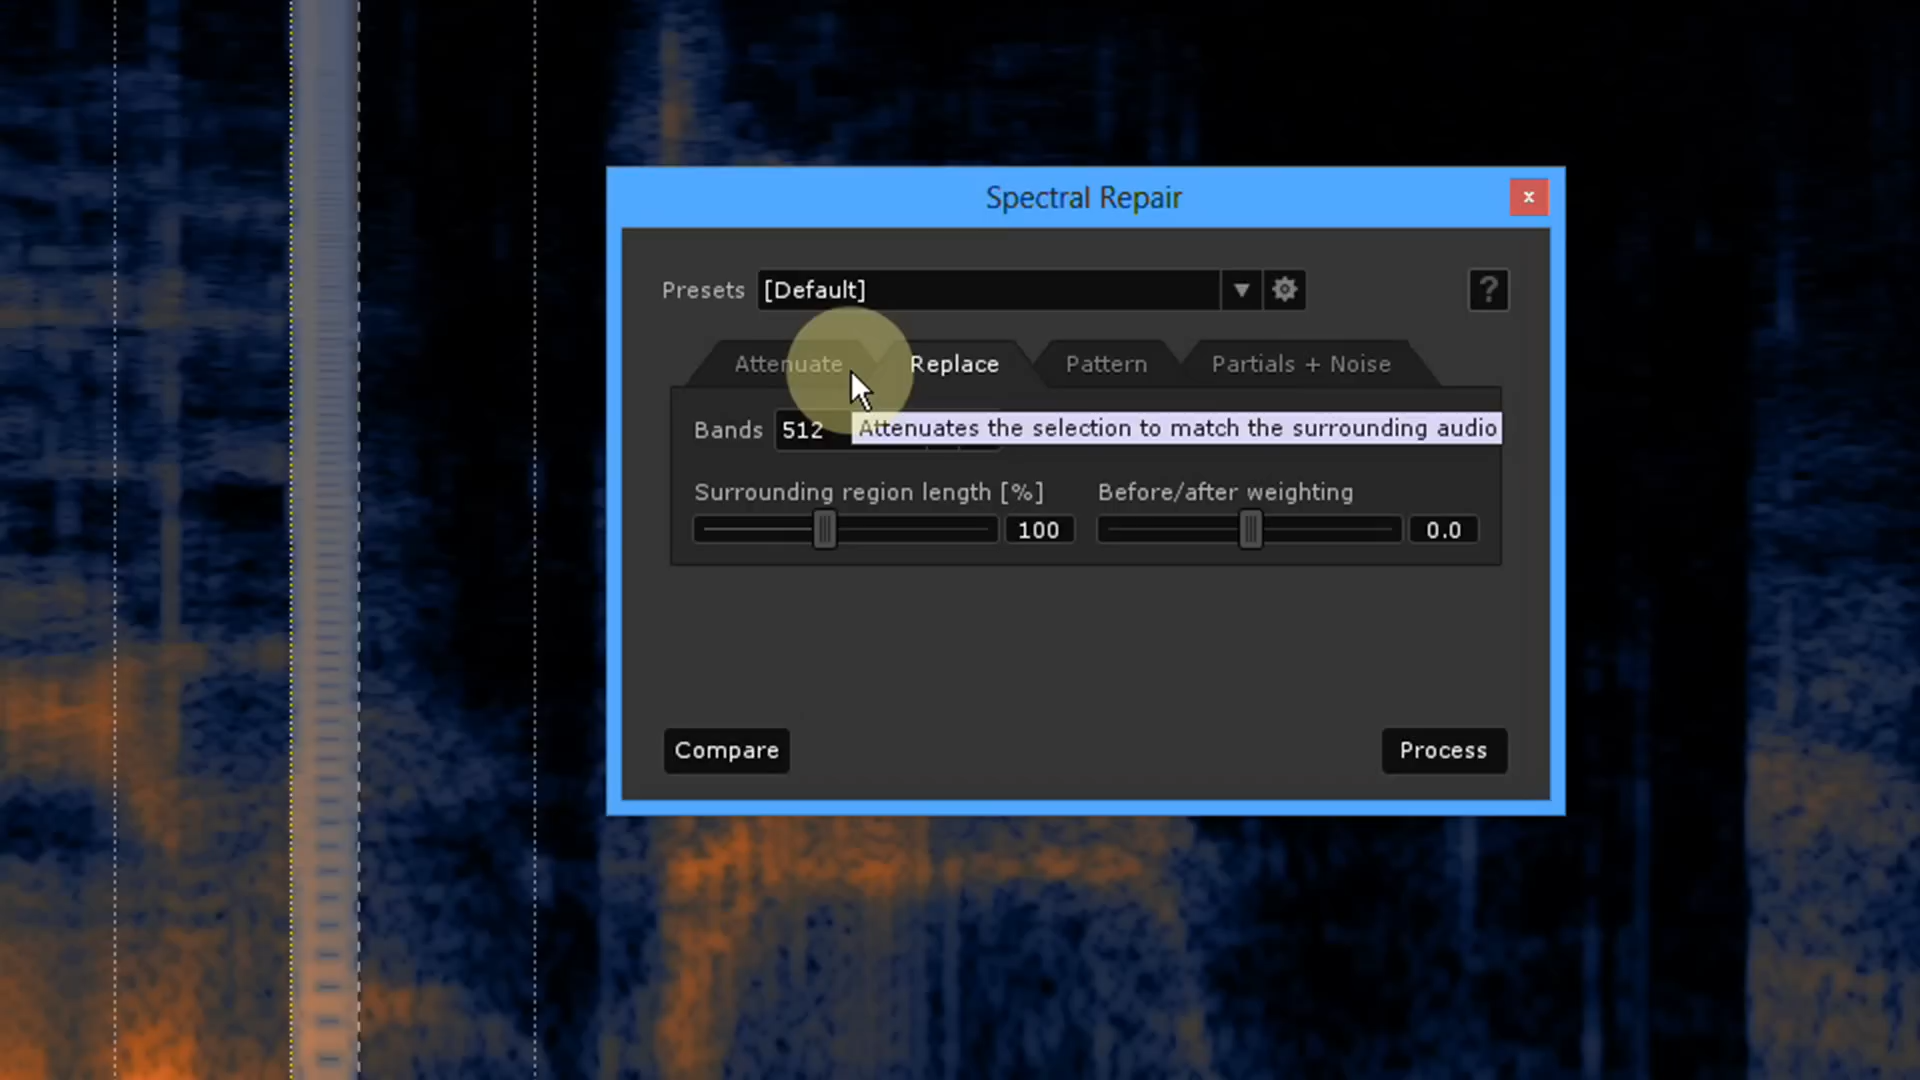 Spectral Repair
x
Presets [Default] ?
Attenuate Replace Pattern Partials + Noise
Bands 512
Attenuates the selection to match the surrounding audio
Surrounding region length [%] Before/after weighting
100 0.0
Compare Process